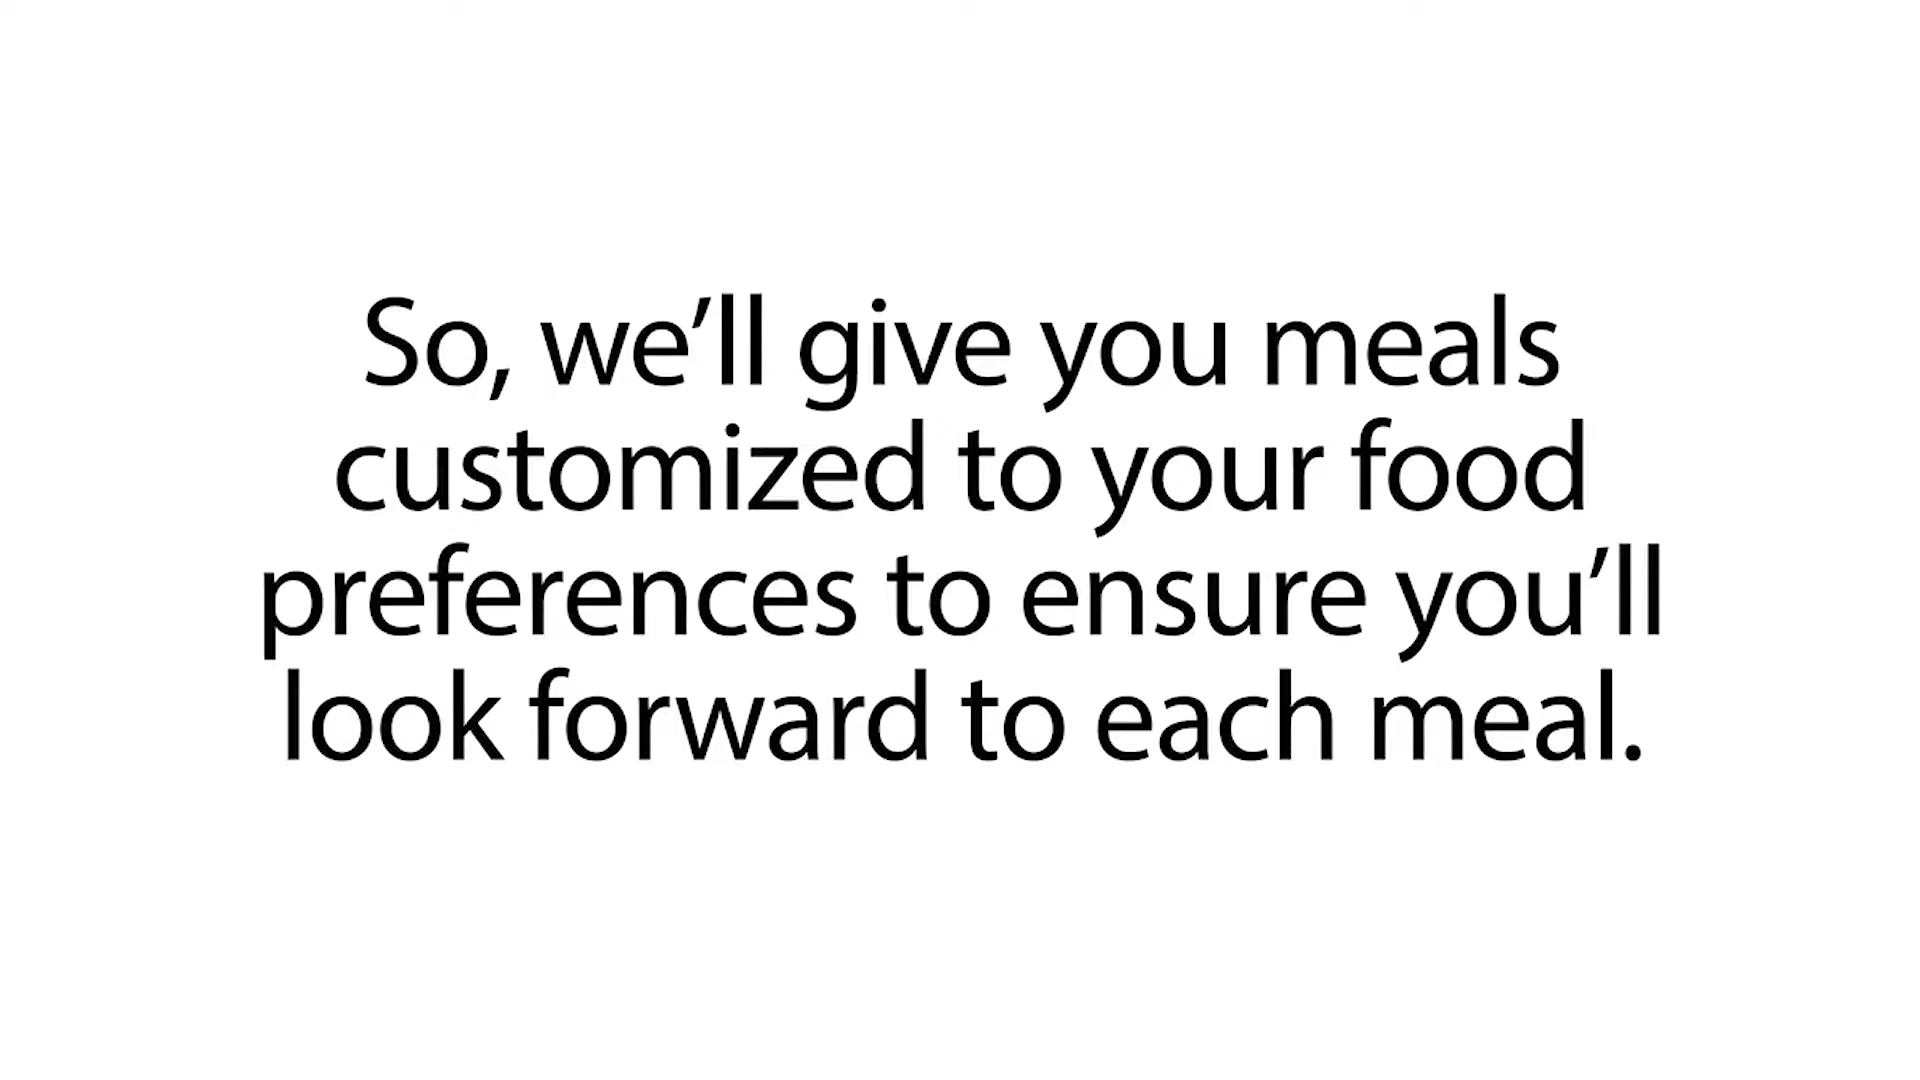 So, we’ll give you meals
customized to your food
preferences to ensure you’ll
look forward to each meal.